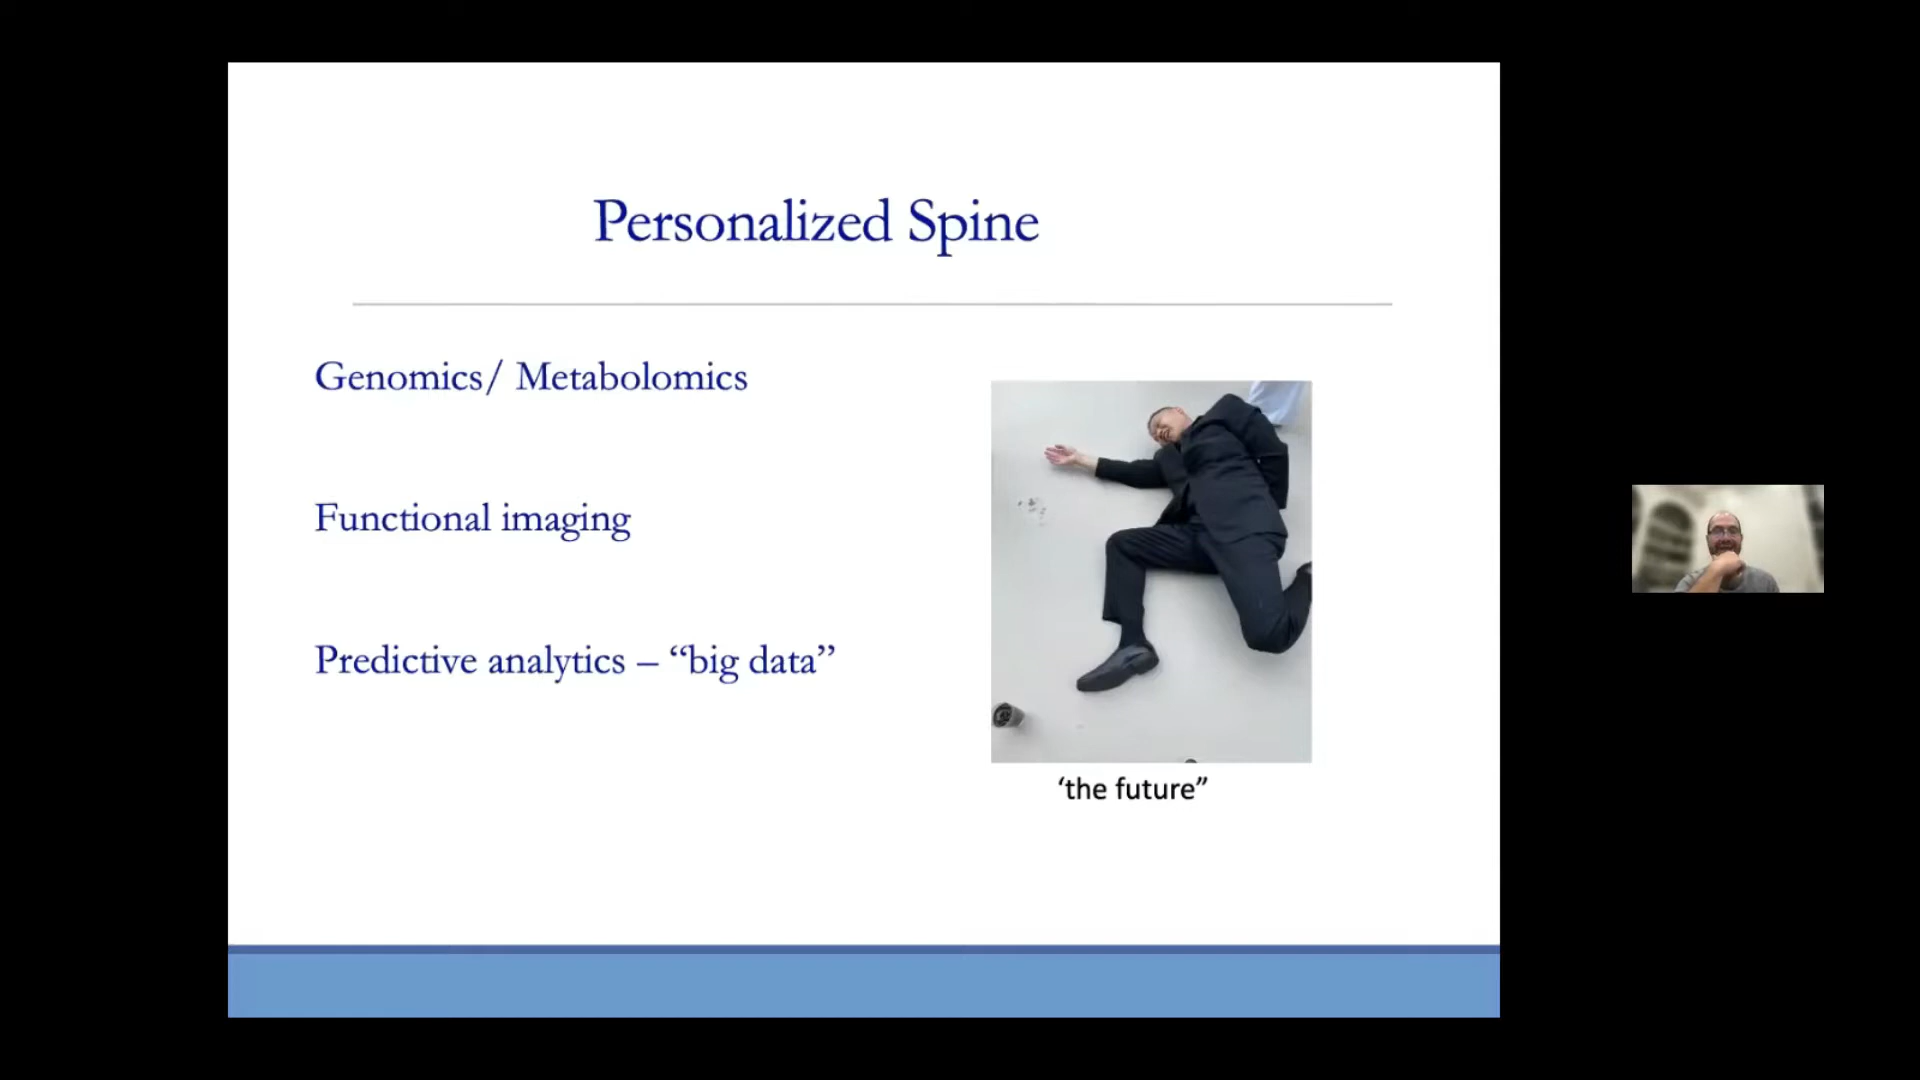 Personalized Spine
Genomics/ Metabolomics
Functional imaging
Predictive analytics – “big data”
‘the future”